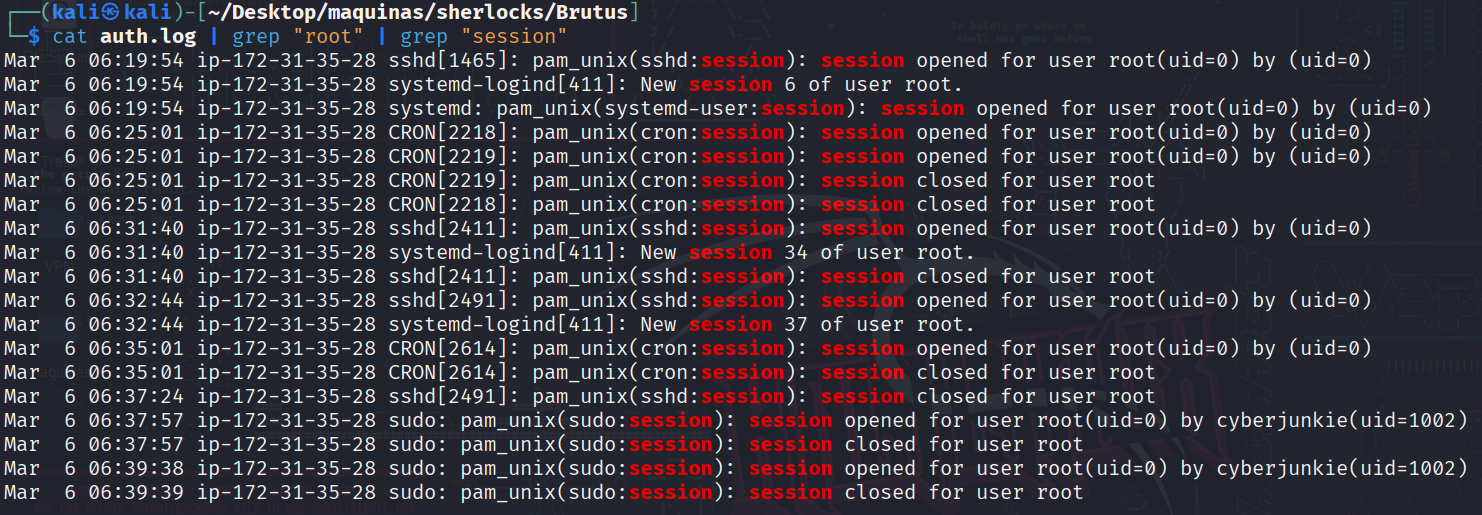 ┌──(kali㉿kali)-[~/Desktop/maquinas/sherlocks/Brutus]
└─$ cat auth.log | grep "root" | grep "session"
Mar  6 06:19:54 ip-172-31-35-28 sshd[1465]: pam_unix(sshd:session): session opened for user root(uid=0) by (uid=0)
Mar  6 06:19:54 ip-172-31-35-28 systemd-logind[411]: New session 6 of user root.
Mar  6 06:19:54 ip-172-31-35-28 systemd: pam_unix(systemd-user:session): session opened for user root(uid=0) by (uid=0)
Mar  6 06:25:01 ip-172-31-35-28 CRON[2218]: pam_unix(cron:session): session opened for user root(uid=0) by (uid=0)
Mar  6 06:25:01 ip-172-31-35-28 CRON[2219]: pam_unix(cron:session): session opened for user root(uid=0) by (uid=0)
Mar  6 06:25:01 ip-172-31-35-28 CRON[2219]: pam_unix(cron:session): session closed for user root
Mar  6 06:25:01 ip-172-31-35-28 CRON[2218]: pam_unix(cron:session): session closed for user root
Mar  6 06:31:40 ip-172-31-35-28 sshd[2411]: pam_unix(sshd:session): session opened for user root(uid=0) by (uid=0)
Mar  6 06:31:40 ip-172-31-35-28 systemd-logind[411]: New session 34 of user root.
Mar  6 06:31:40 ip-172-31-35-28 sshd[2411]: pam_unix(sshd:session): session closed for user root
Mar  6 06:32:44 ip-172-31-35-28 sshd[2491]: pam_unix(sshd:session): session opened for user root(uid=0) by (uid=0)
Mar  6 06:32:44 ip-172-31-35-28 systemd-logind[411]: New session 37 of user root.
Mar  6 06:35:01 ip-172-31-35-28 CRON[2614]: pam_unix(cron:session): session opened for user root(uid=0) by (uid=0)
Mar  6 06:35:01 ip-172-31-35-28 CRON[2614]: pam_unix(cron:session): session closed for user root
Mar  6 06:37:24 ip-172-31-35-28 sshd[2491]: pam_unix(sshd:session): session closed for user root
Mar  6 06:37:57 ip-172-31-35-28 sudo: pam_unix(sudo:session): session opened for user root(uid=0) by cyberjunkie(uid=1002)
Mar  6 06:37:57 ip-172-31-35-28 sudo: pam_unix(sudo:session): session closed for user root
Mar  6 06:39:38 ip-172-31-35-28 sudo: pam_unix(sudo:session): session opened for user root(uid=0) by cyberjunkie(uid=1002)
Mar  6 06:39:39 ip-172-31-35-28 sudo: pam_unix(sudo:session): session closed for user root